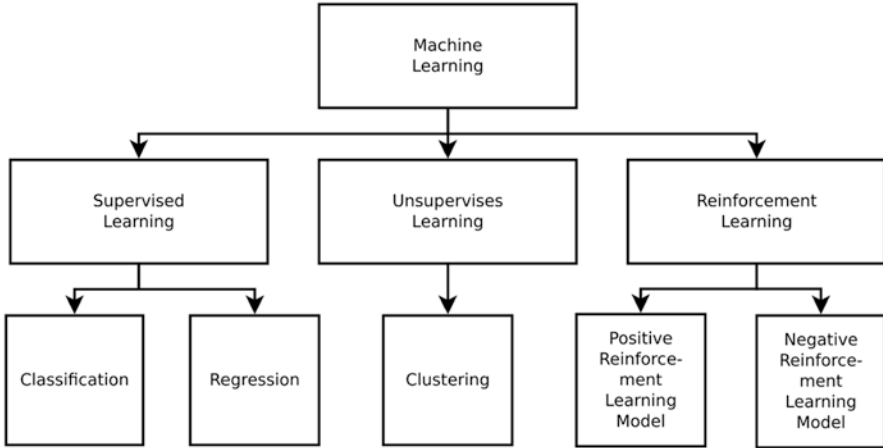 Machine
Learning
Supervised
Learning
Unsupervises
Learning
Reinforcement
Learning
Classification
Regression
Clustering
Positive
Reinforce-
ment
Learning
Model
Negative
Reinforce-
ment
Learning
Model